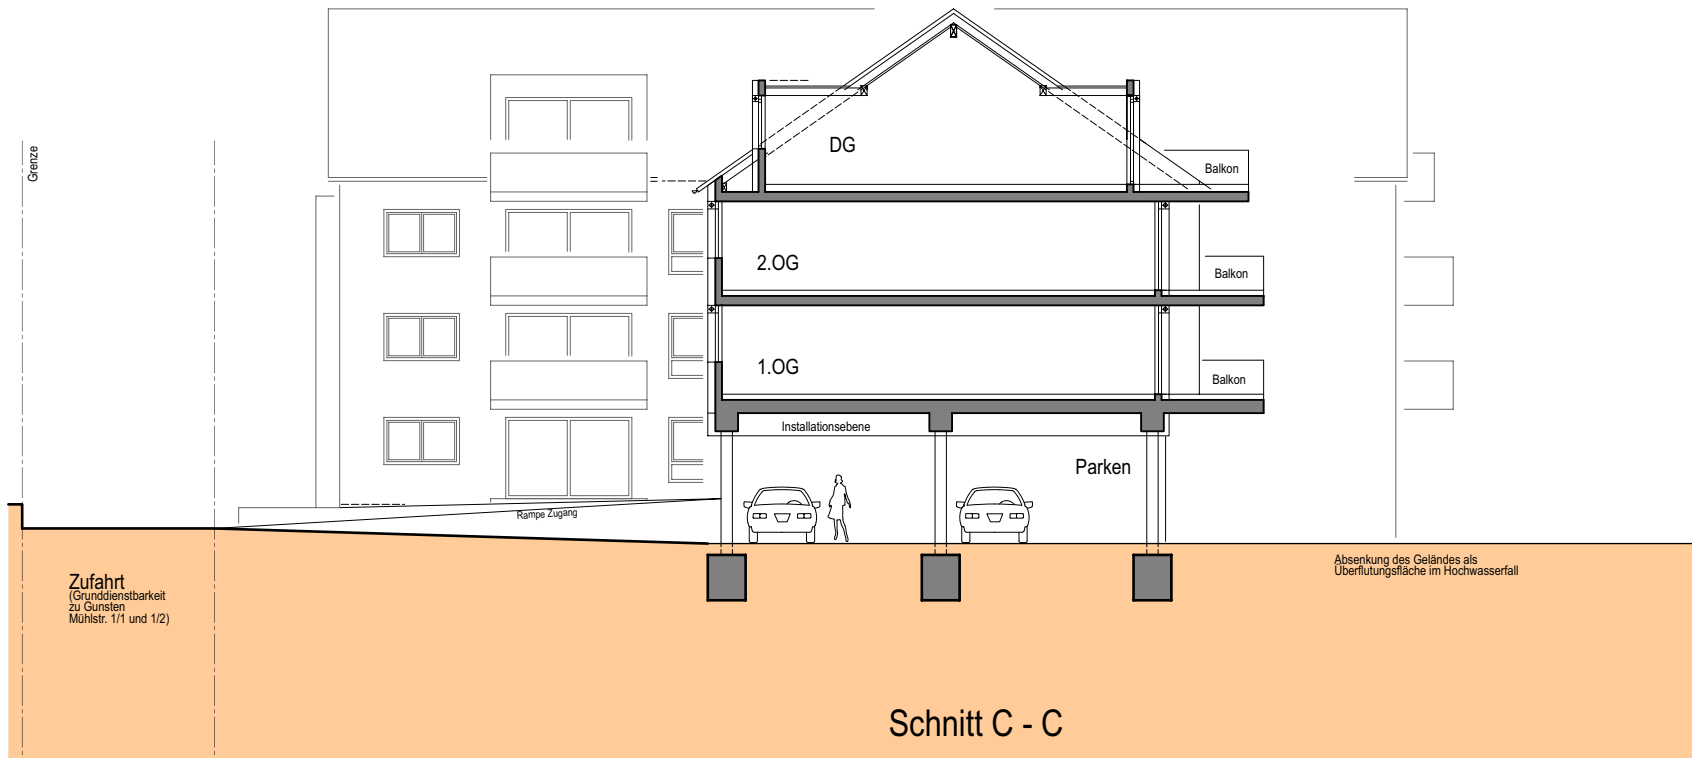 Grenze
DG
Balkon
2.OG
Balkon
1.OG
Balkon
Installationsebene
Parken
Rampe Zugang
Zufahrt
(Grunddienstbarkeit
zu Gunsten
Mühlstr. 1/1 und 1/2)
Absenkung des Geländes als
Überflutungsfläche im Hochwasserfall
Schnitt C - C